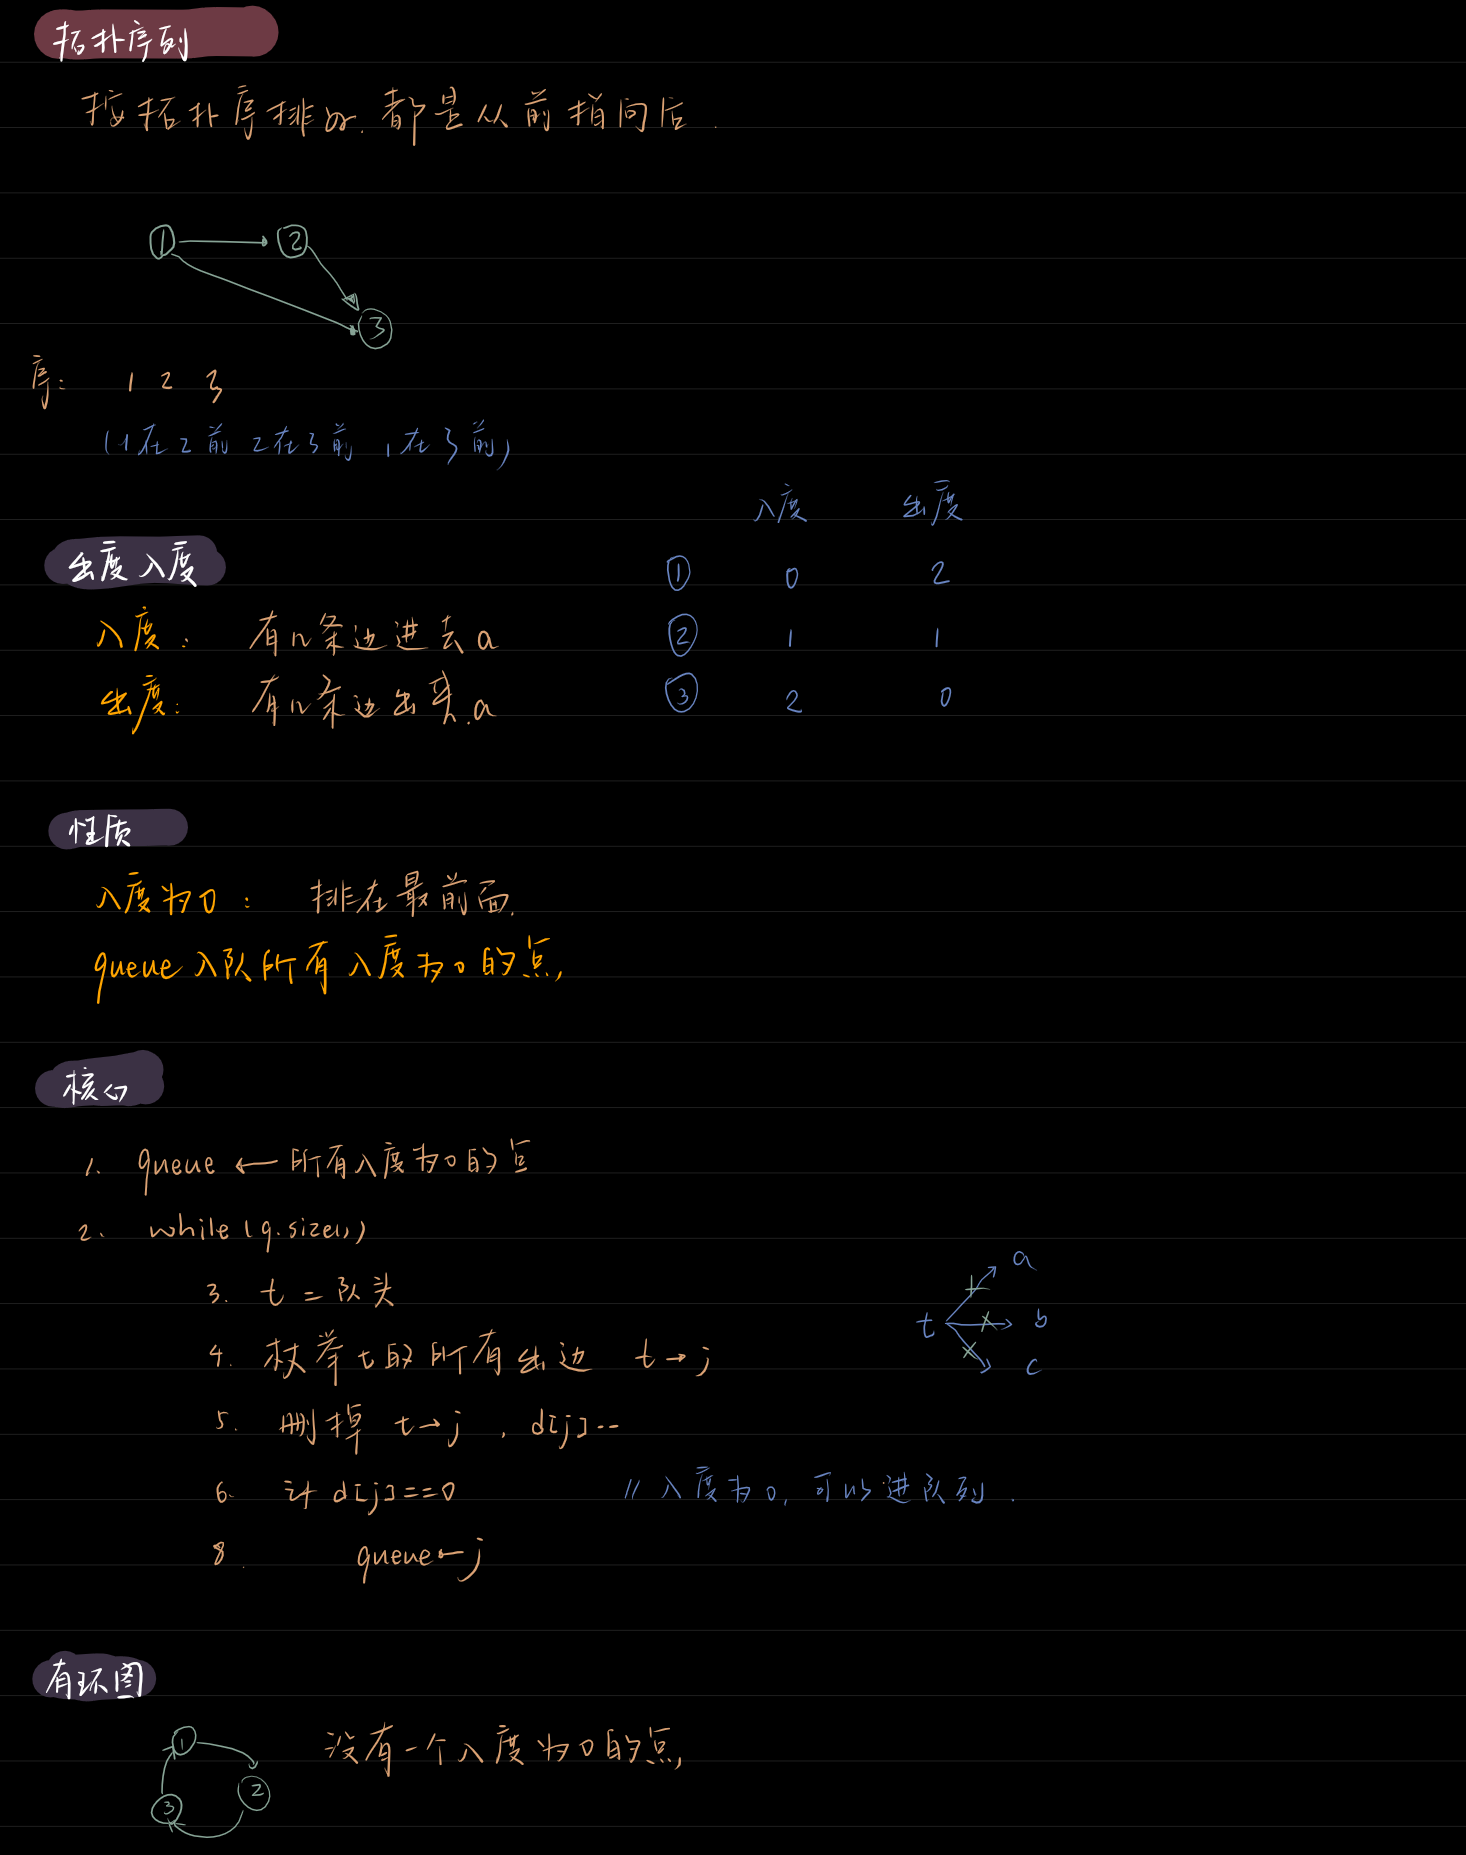 拓扑序列
按拓扑序排好. 都是从前指向后.
1 2
3
序: 1 2 3
(1在2前 2在3前 1在3前)
入度 出度
出度入度
① 0 2
入度: 有几条边进去a
② 1 1
出度: 有几条边出来.a
③ 2 0
性质
入度为0: 排在最前面.
queue 入队所有入度为0的点,
核心
1. queue ← 所有入度为0的点
2. while (q.size())
3. t = 队头
4. 枚举t的所有出边 t→j
a
t b
c
5. 删掉 t→j , d[j]--
6. d[j]==0 // 入度为0, 可以进队列.
8. queue←j
有环图
1
没有一个入度为0的点,
2
3